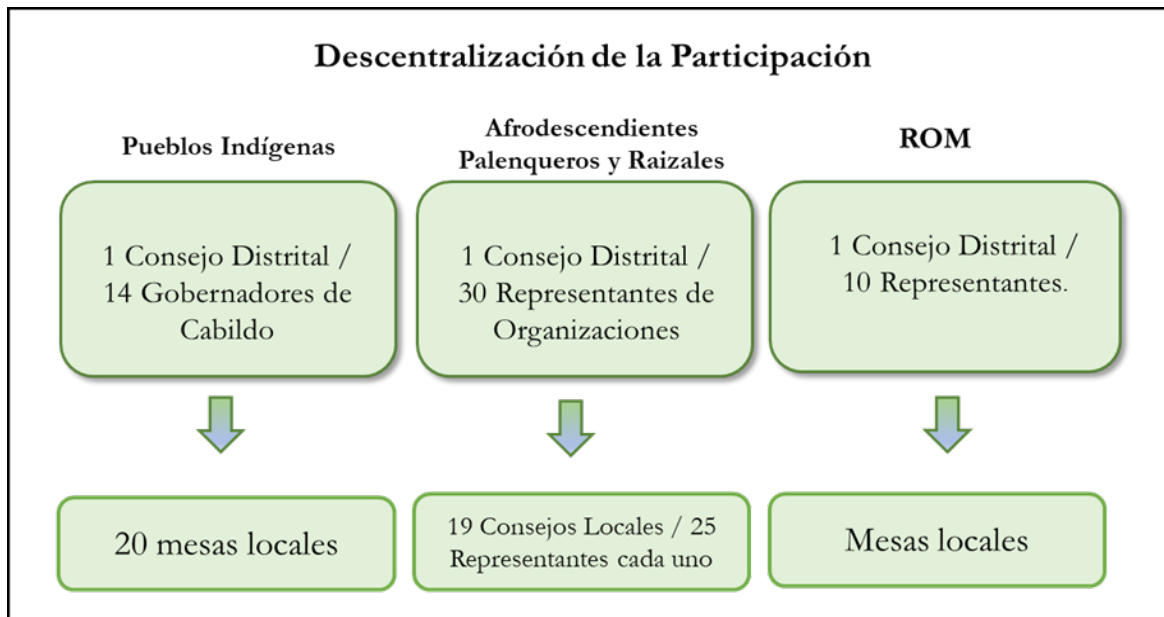 Descentralización de la Participación
Pueblos Indígenas
1 Consejo Distrital /
14 Gobernadores de
Cabildo
20 mesas locales
Afrodescendientes
Palenqueros y Raizales
1 Consejo Distrital /
30 Representantes de
Organizaciones
19 Consejos Locales / 25
Representantes cada uno
ROM
1 Consejo Distrital /
10 Representantes.
Mesas locales